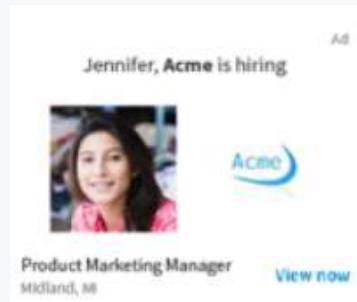 Ad
Jennifer, Acme is hiring
Acme
Product Marketing Manager
Midland, MI
View now